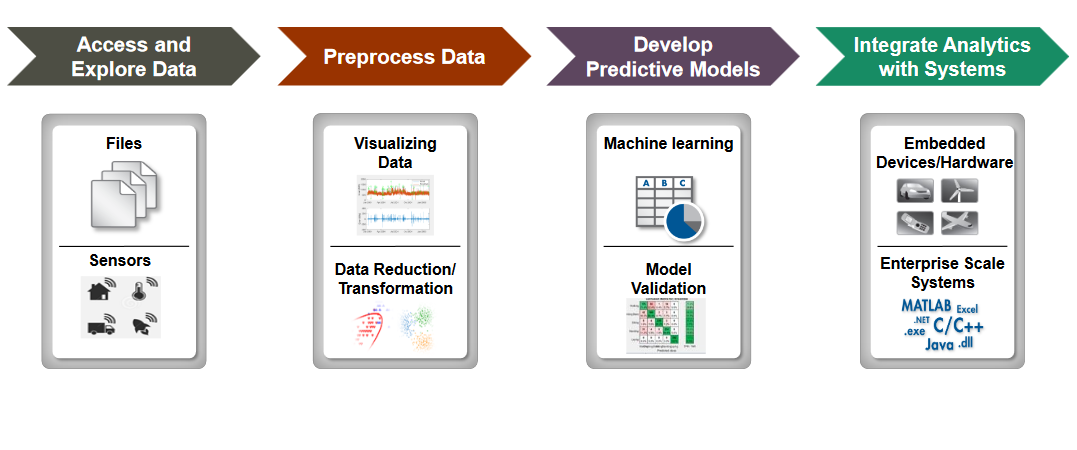 Access and
Explore Data
Preprocess Data
Develop
Predictive Models
Integrate Analytics
with Systems
Files
Sensors
Visualizing
Data
Data Reduction/
Transformation
Machine learning
A B C
Model
Validation
Embedded
Devices/Hardware
Enterprise Scale
Systems
MATLAB Excel
.NET
.exe C/C++
Java .dll